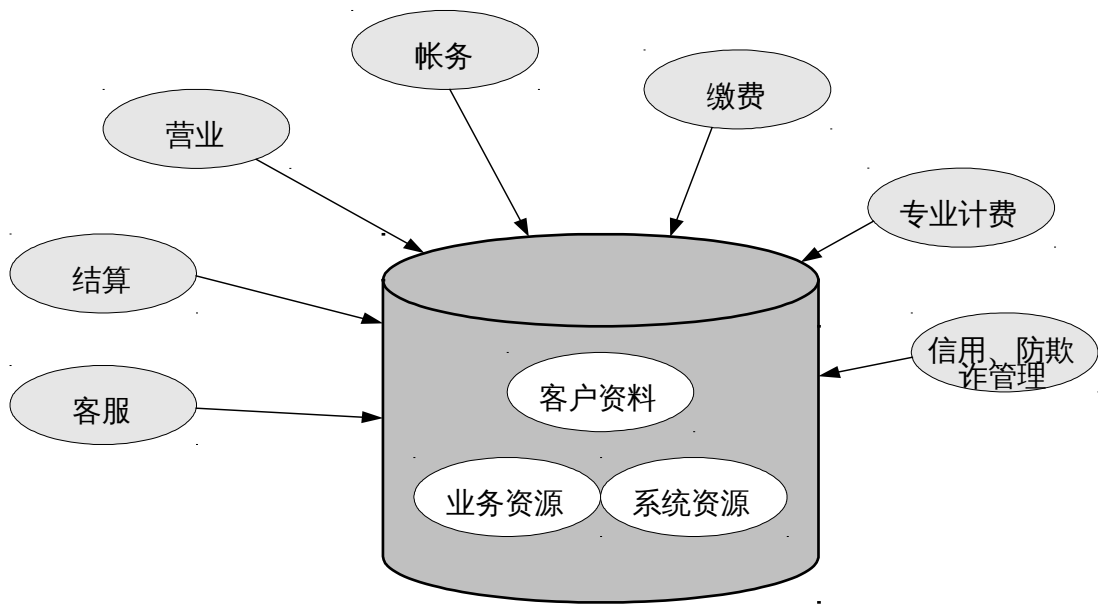 帐务
缴费
营业
专业计费
结算
信用、防欺
诈管理
客户资料
客服
业务资源
系统资源